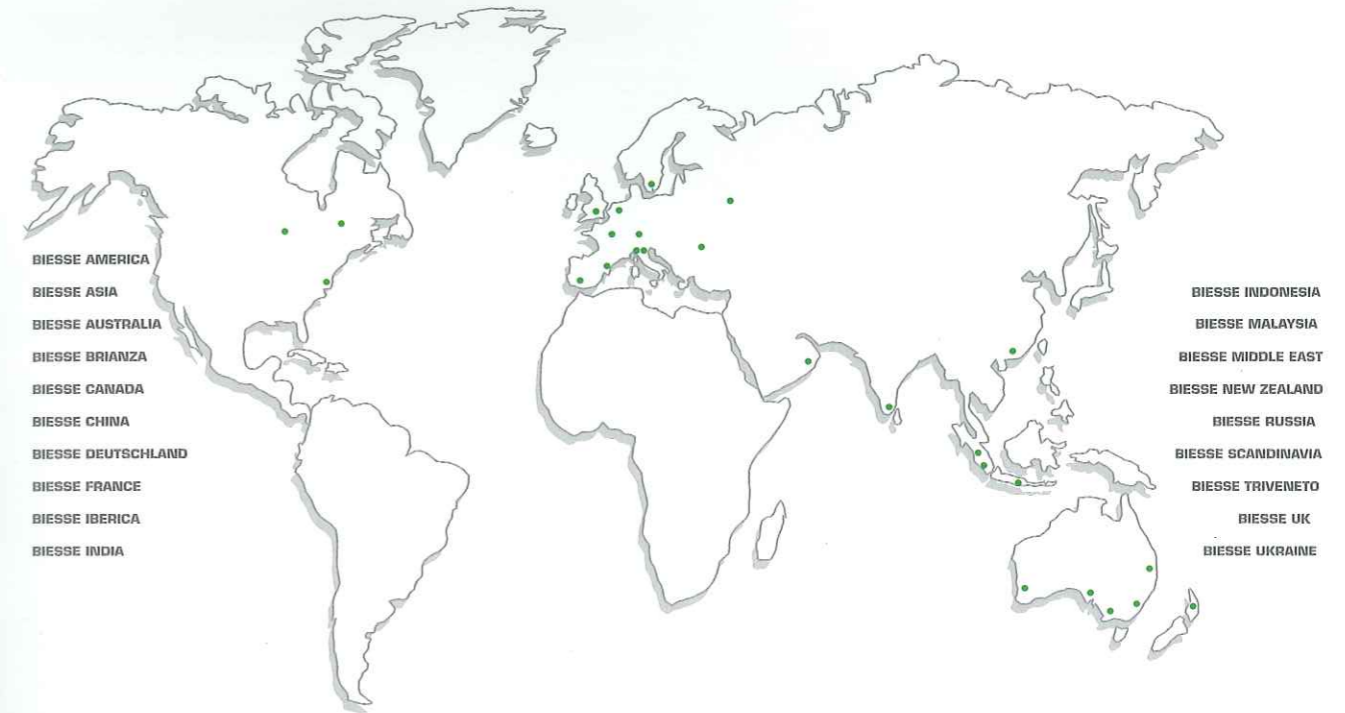 BIESSE AMERICA
BIESSE ASIA
BIESSE AUSTRALIA
BIESSE BRIANZA
BIESSE CANADA
BIESSE CHINA
BIESSE DEUTSCHLAND
BIESSE FRANCE
BIESSE IBERICA
BIESSE INDIA
BIESSE INDONESIA
BIESSE MALAYSIA
BIESSE MIDDLE EAST
BIESSE NEW ZEALAND
BIESSE RUSSIA
BIESSE SCANDINAVIA
BIESSE TRIVENETO
BIESSE UK
BIESSE UKRAINE